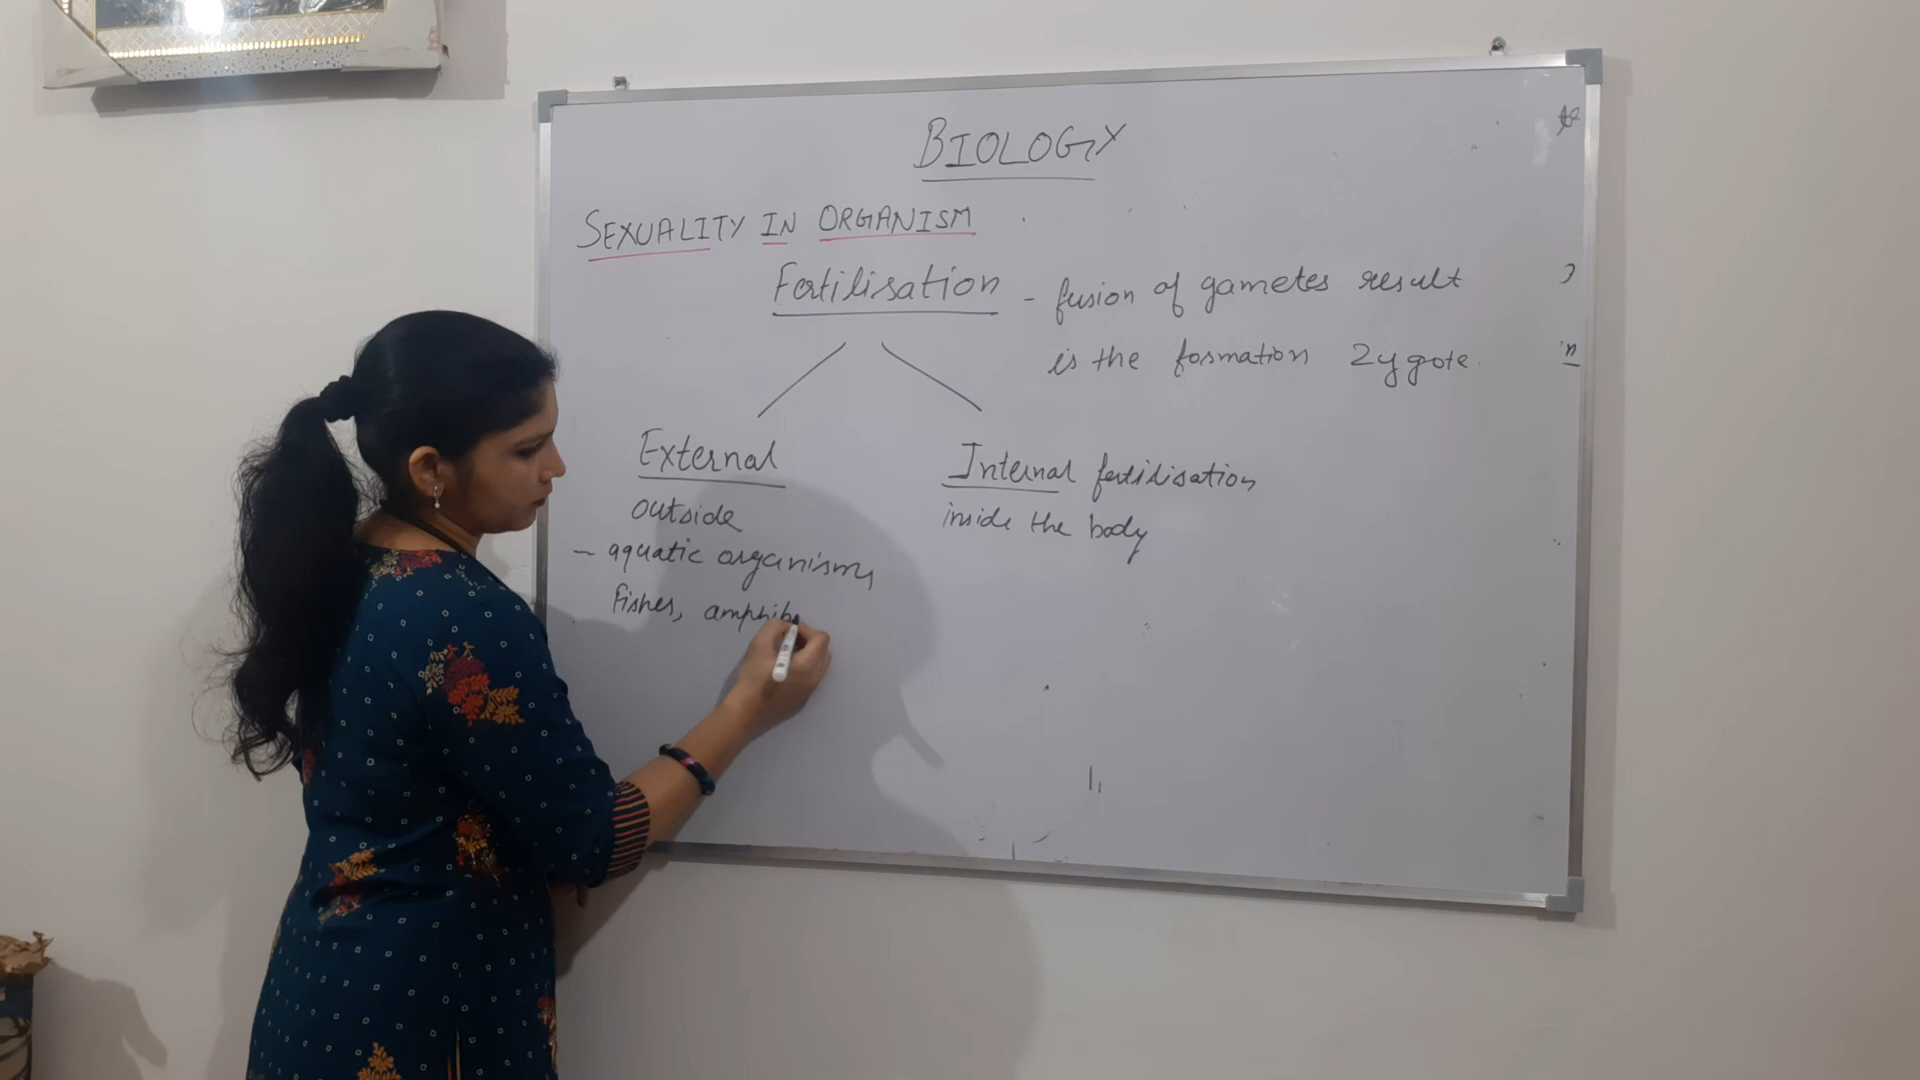 BIOLOGY
SEXUALITY IN ORGANISM
Fertilisation - fusion of gametes result
is the formation Zygote.
External
outside
- aquatic organisms,
fishes, amphib
Internal fertilisation
inside the body